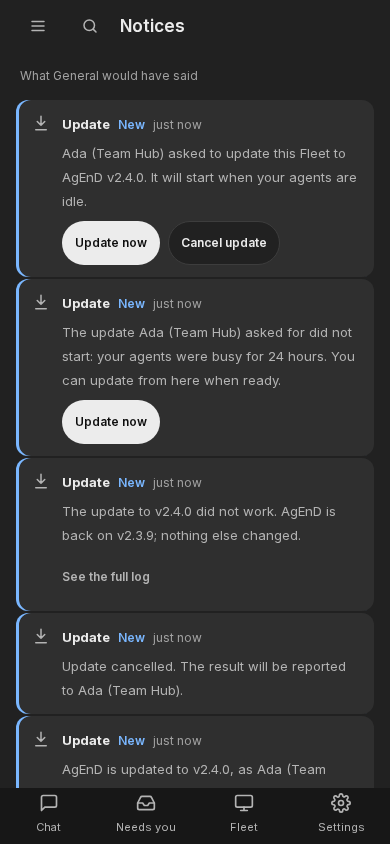 Notices
What General would have said
Update New just now
Ada (Team Hub) asked to update this Fleet to
AgEnD v2.4.0. It will start when your agents are
idle.
Update now Cancel update
Update New just now
The update Ada (Team Hub) asked for did not
start: your agents were busy for 24 hours. You
can update from here when ready.
Update now
Update New just now
The update to v2.4.0 did not work. AgEnD is
back on v2.3.9; nothing else changed.
See the full log
Update New just now
Update cancelled. The result will be reported
to Ada (Team Hub).
Update New just now
AgEnD is updated to v2.4.0, as Ada (Team
Chat Needs you Fleet Settings